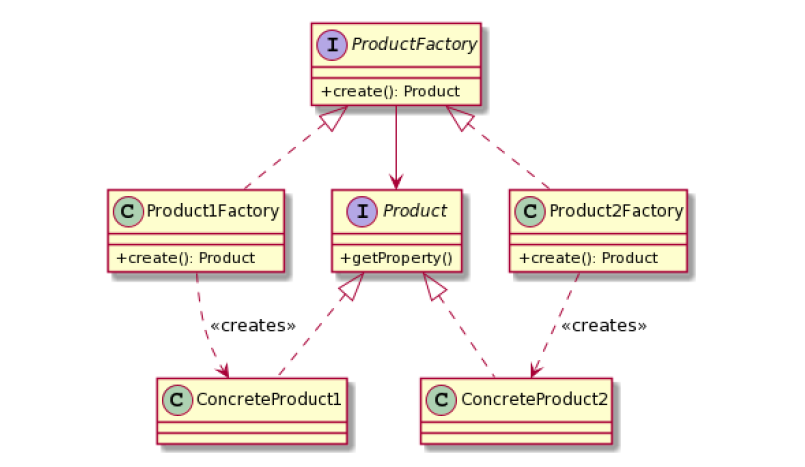 I ProductFactory
+create(): Product
C Product1Factory
I Product
C Product2Factory
+create(): Product
+getProperty()
+create(): Product
«creates»
«creates»
C ConcreteProduct1
C ConcreteProduct2